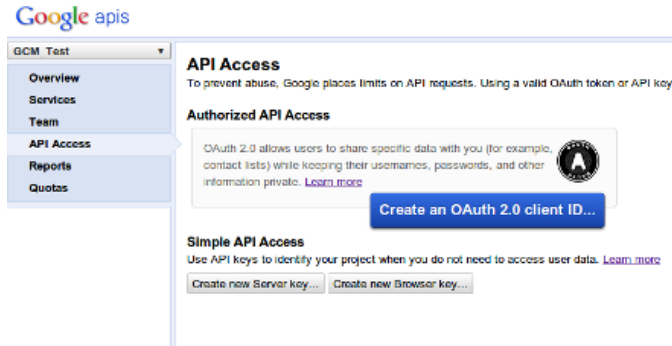 Google apis
GCM_Test
Overview
Services
Team
API Access
Reports
Quotas
API Access
To prevent abuse, Google places limits on API requests. Using a valid OAuth token or API key
Authorized API Access
OAuth 2.0 allows users to share specific data with you (for example,
contact lists) while keeping their usernames, passwords, and other
information private. Learn more
Create an OAuth 2.0 client ID...
Simple API Access
Use API keys to identify your project when you do not need to access user data. Learn more
Create new Server key... Create new Browser key...